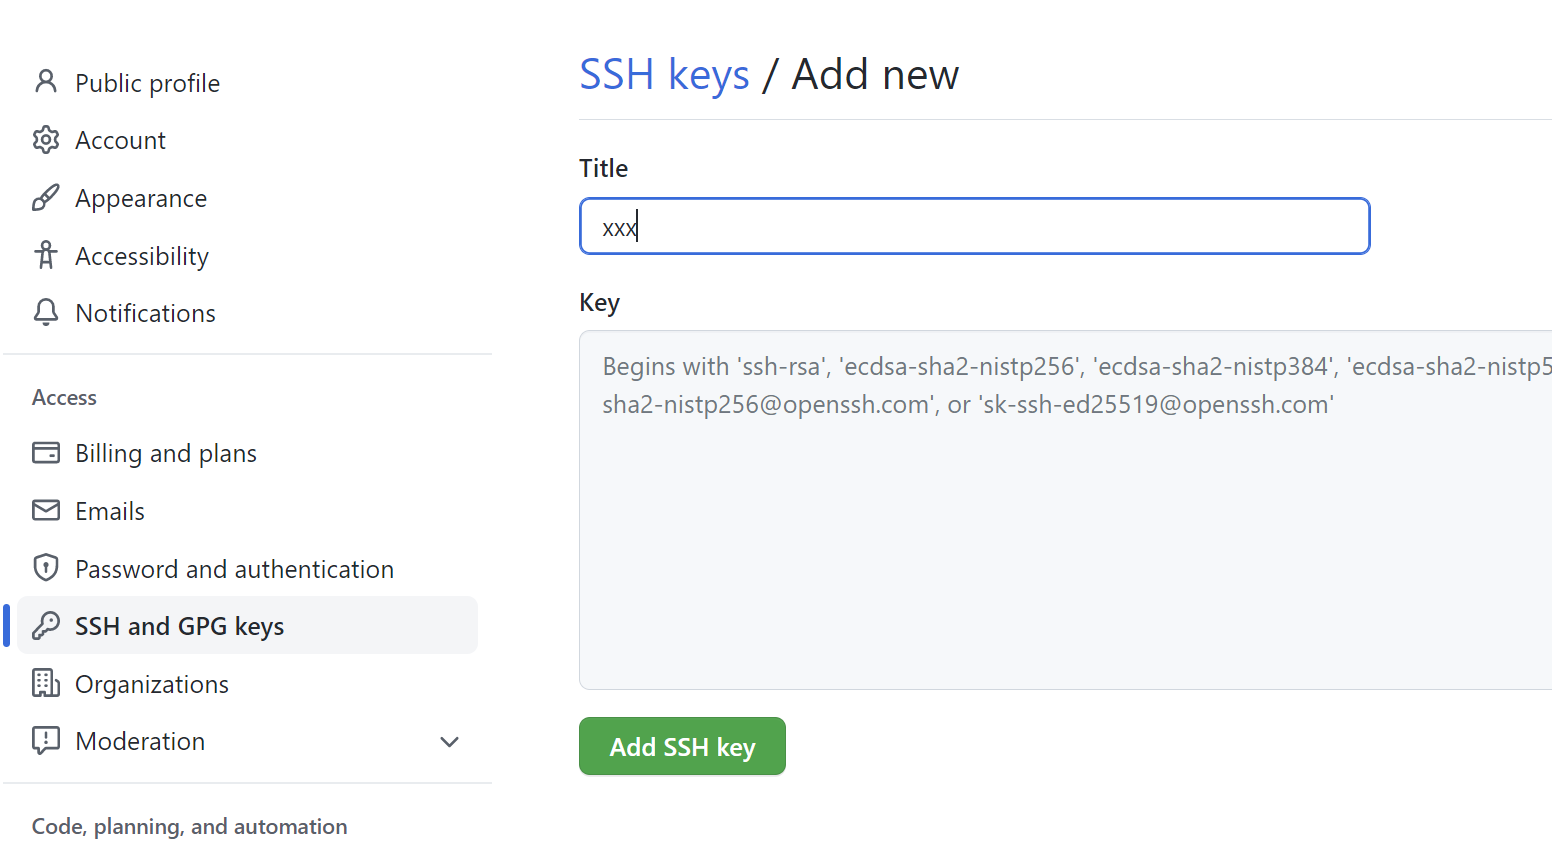 Public profile
Account
Appearance
Accessibility
Notifications
Access
Billing and plans
Emails
Password and authentication
SSH and GPG keys
Organizations
Moderation
Code, planning, and automation
SSH keys / Add new
Title
xxx
Key
Begins with 'ssh-rsa', 'ecdsa-sha2-nistp256', 'ecdsa-sha2-nistp384', 'ecdsa-sha2-nistp5
sha2-nistp256@openssh.com', or 'sk-ssh-ed25519@openssh.com'
Add SSH key